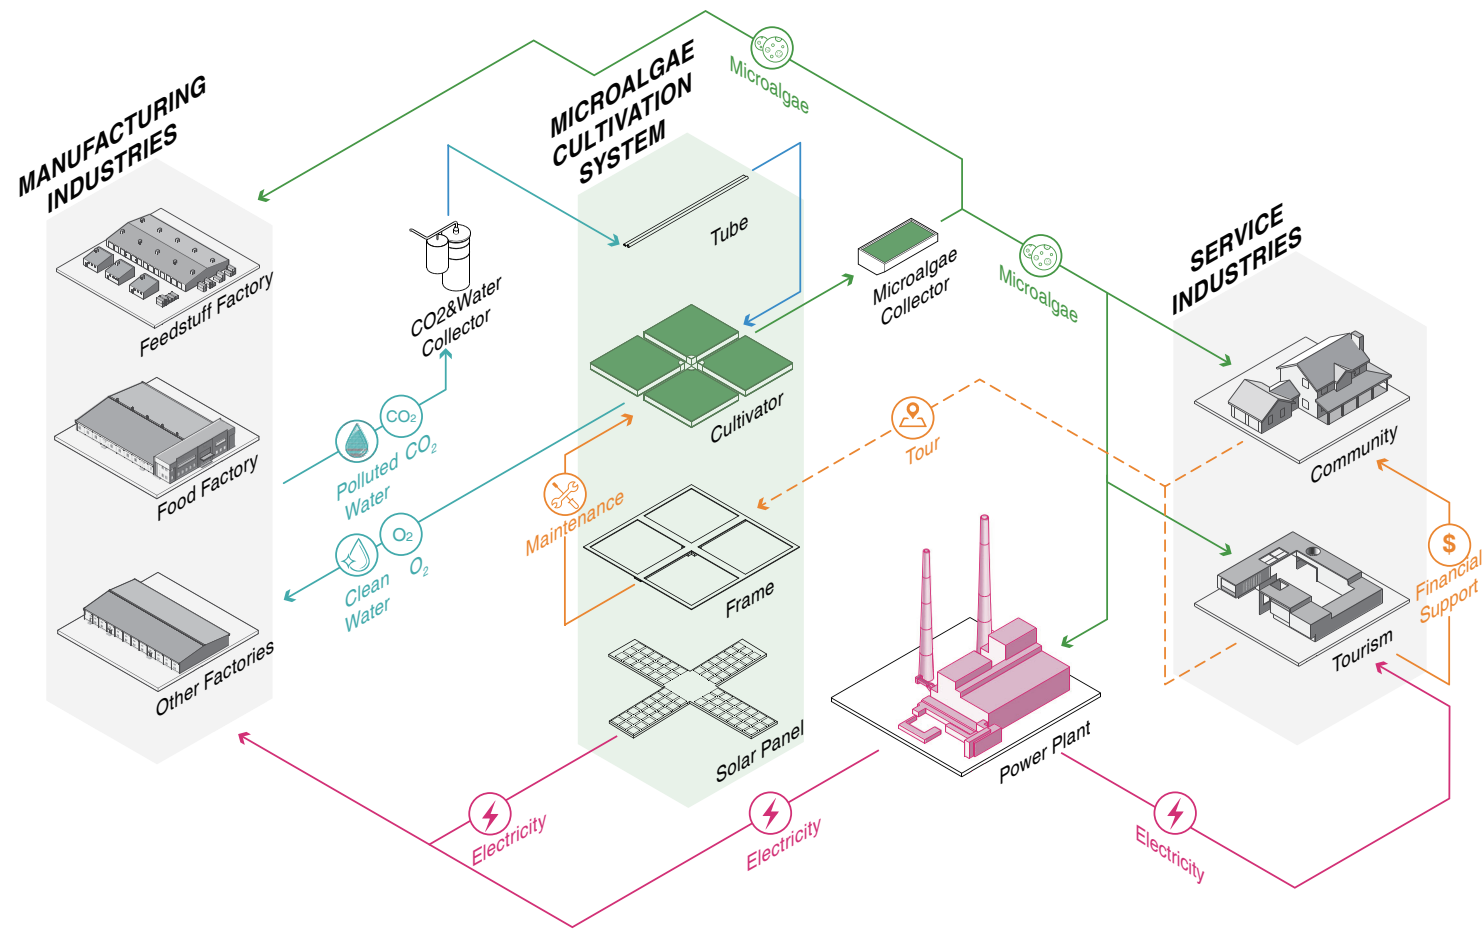 MANUFACTURING
INDUSTRIES
Feedstuff Factory
Food Factory
Other Factories
CO2&Water
Collector
CO2
Polluted CO2
Water
O2
Clean O2
Water
MICROALGAE
CULTIVATION
SYSTEM
Tube
Cultivator
Maintenance
Frame
Solar Panel
Microalgae
Microalgae
Collector
Microalgae
Tour
Power Plant
SERVICE
INDUSTRIES
Community
Tourism
$
Financial
Support
Electricity
Electricity
Electricity